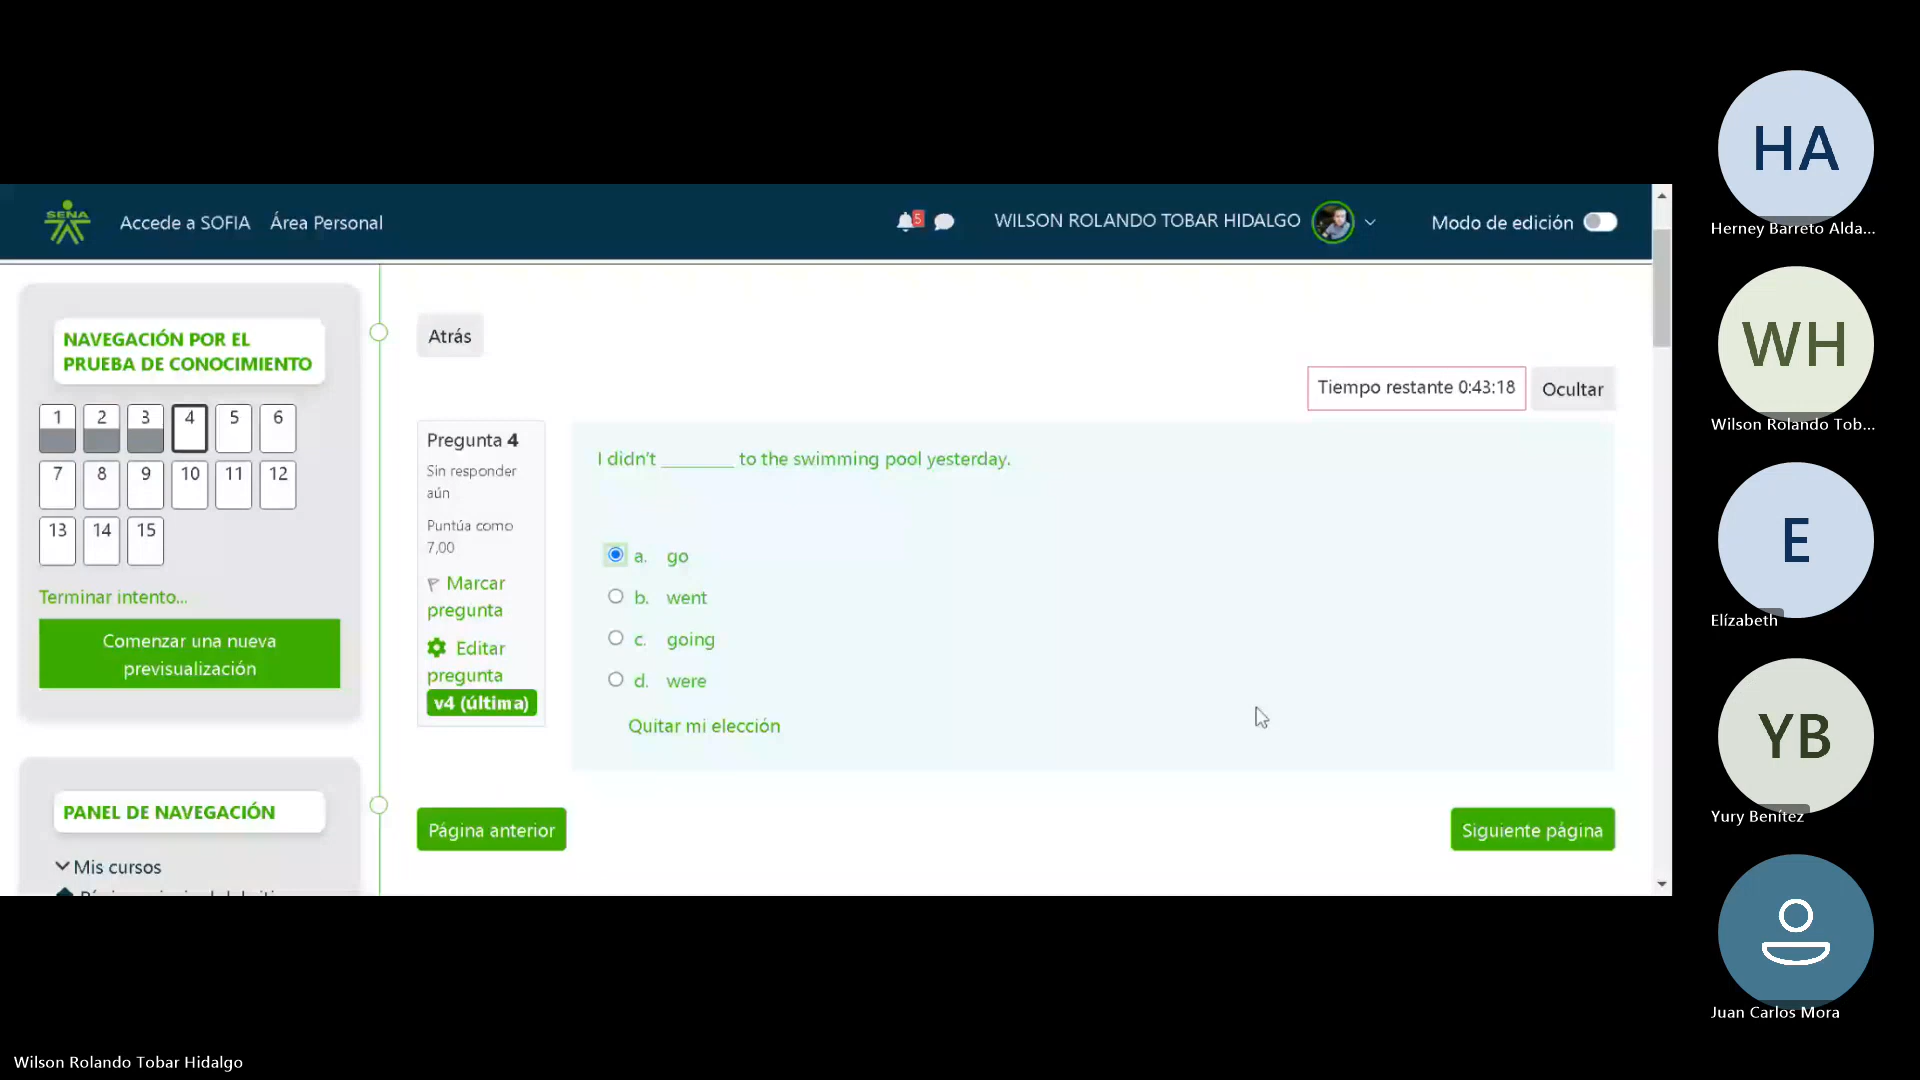 SENA
Accede a SOFIA
Área Personal
5
WILSON ROLANDO TOBAR HIDALGO
Modo de edición
NAVEGACIÓN POR EL
PRUEBA DE CONOCIMIENTO
1 2 3 4 5 6
7 8 9 10 11 12
13 14 15
Terminar intento...
Comenzar una nueva
previsualización
PANEL DE NAVEGACIÓN
Mis cursos
Atrás
Tiempo restante 0:43:18
Ocultar
Pregunta 4
Sin responder
aún
Puntúa como
7,00
Marcar
pregunta
Editar
pregunta
v4 (última)
I didn't ________ to the swimming pool yesterday.
a. go
b. went
c. going
d. were
Quitar mi elección
Página anterior
Siguiente página
HA
Herney Barreto Alda...
WH
Wilson Rolando Tob...
E
Elízabeth
YB
Yury Benítez
Juan Carlos Mora
Wilson Rolando Tobar Hidalgo